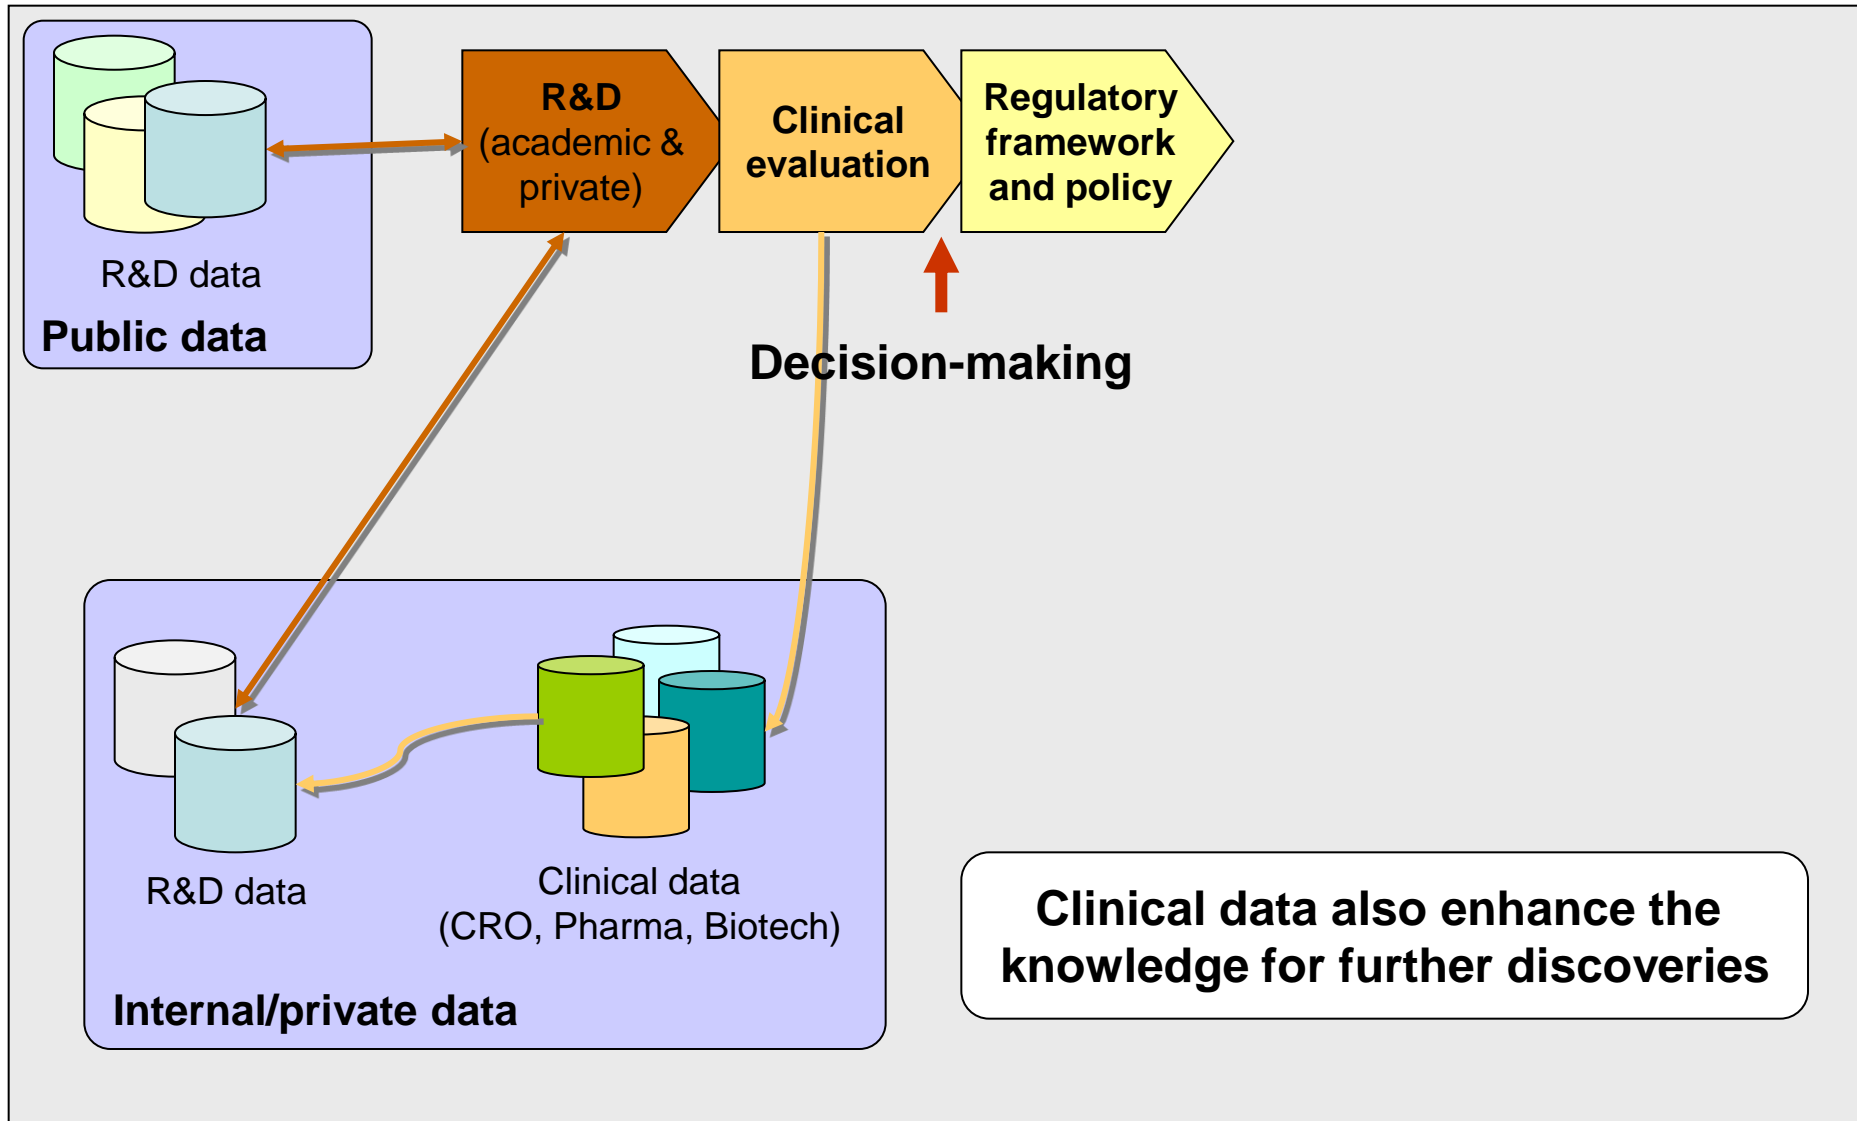 R&D
(academic &
private)
Clinical
evaluation
Regulatory
framework
and policy
R&D data
Public data
Decision-making
R&D data
Clinical data
(CRO, Pharma, Biotech)
Internal/private data
Clinical data also enhance the
knowledge for further discoveries